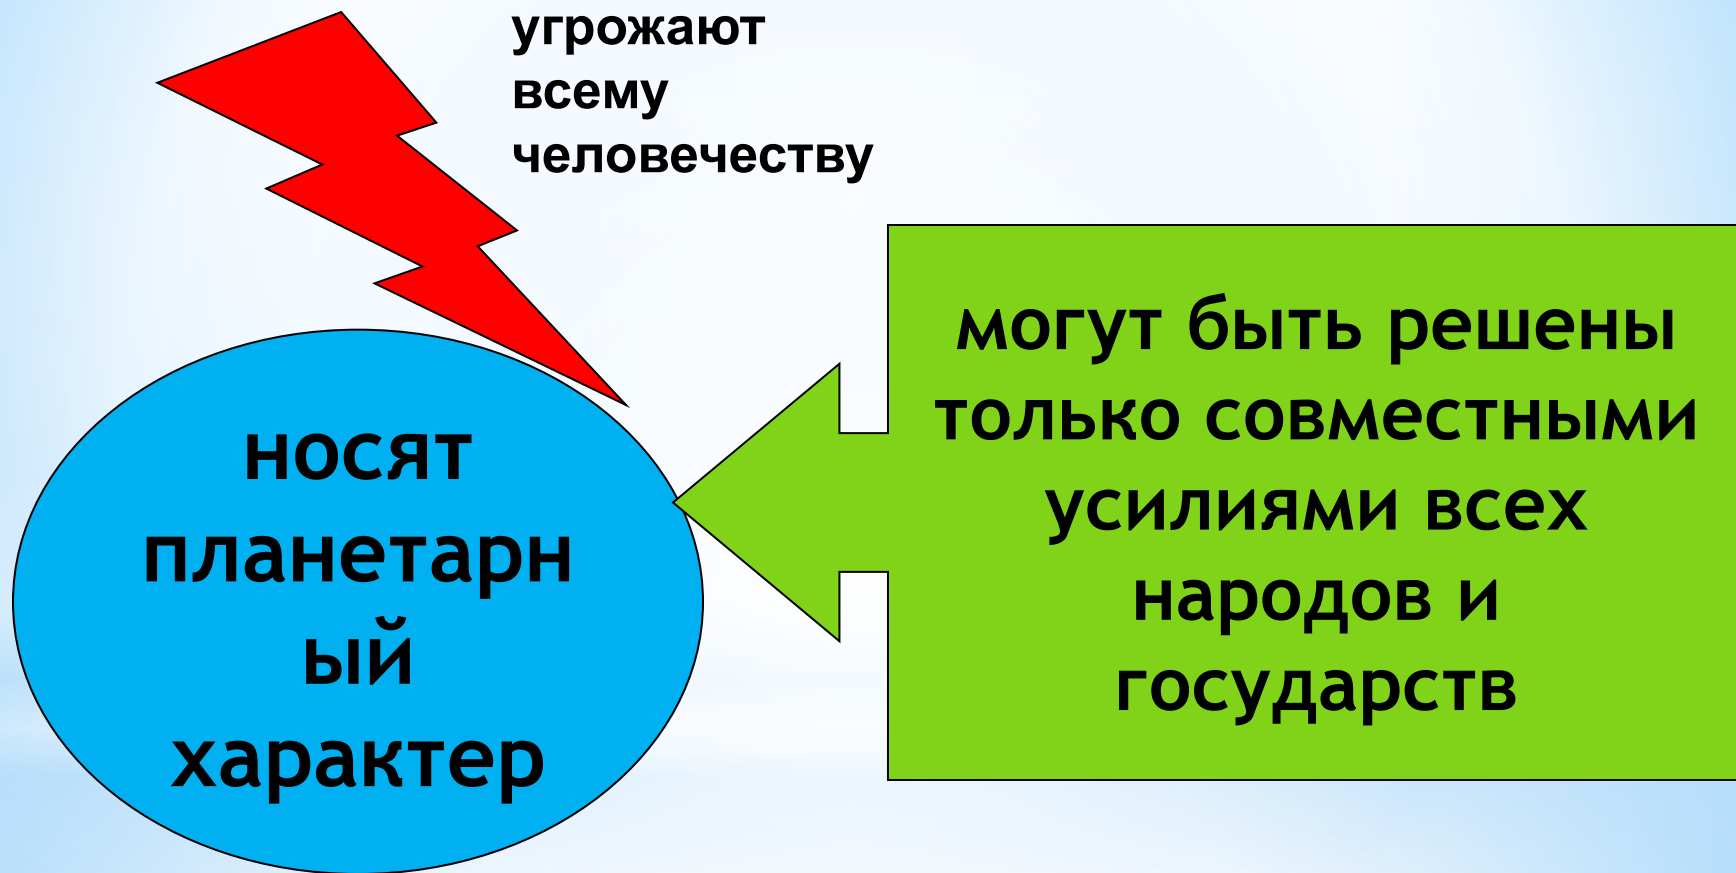 угрожают
всему
человечеству
носят
планетарн
ый
характер
могут быть решены
только совместными
усилиями всех
народов и
государств